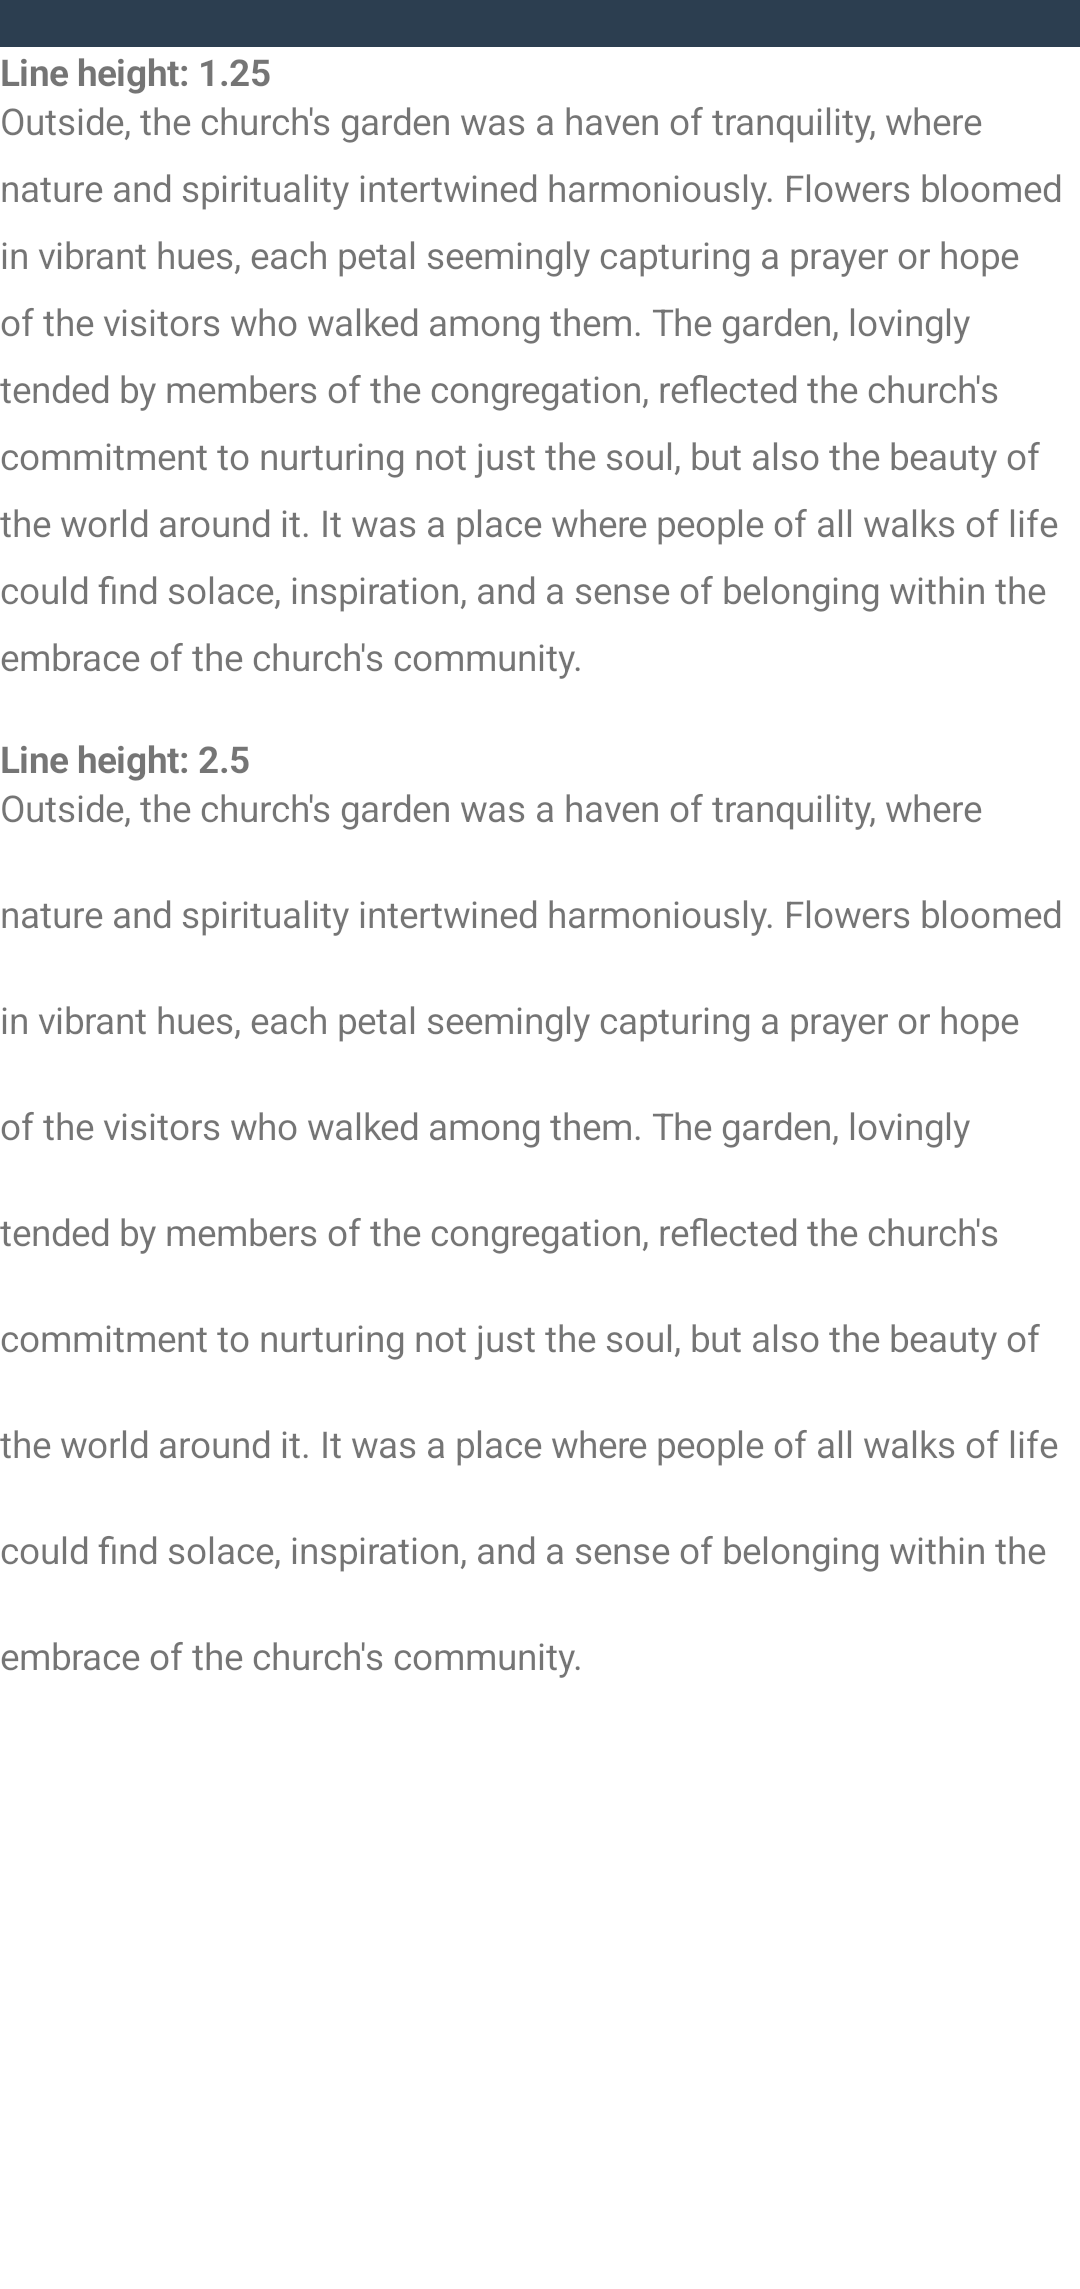 Line height: 1.25
Outside, the church's garden was a haven of tranquility, where
nature and spirituality intertwined harmoniously. Flowers bloomed
in vibrant hues, each petal seemingly capturing a prayer or hope
of the visitors who walked among them. The garden, lovingly
tended by members of the congregation, reflected the church's
commitment to nurturing not just the soul, but also the beauty of
the world around it. It was a place where people of all walks of life
could find solace, inspiration, and a sense of belonging within the
embrace of the church's community.
Line height: 2.5
Outside, the church's garden was a haven of tranquility, where
nature and spirituality intertwined harmoniously. Flowers bloomed
in vibrant hues, each petal seemingly capturing a prayer or hope
of the visitors who walked among them. The garden, lovingly
tended by members of the congregation, reflected the church's
commitment to nurturing not just the soul, but also the beauty of
the world around it. It was a place where people of all walks of life
could find solace, inspiration, and a sense of belonging within the
embrace of the church's community.